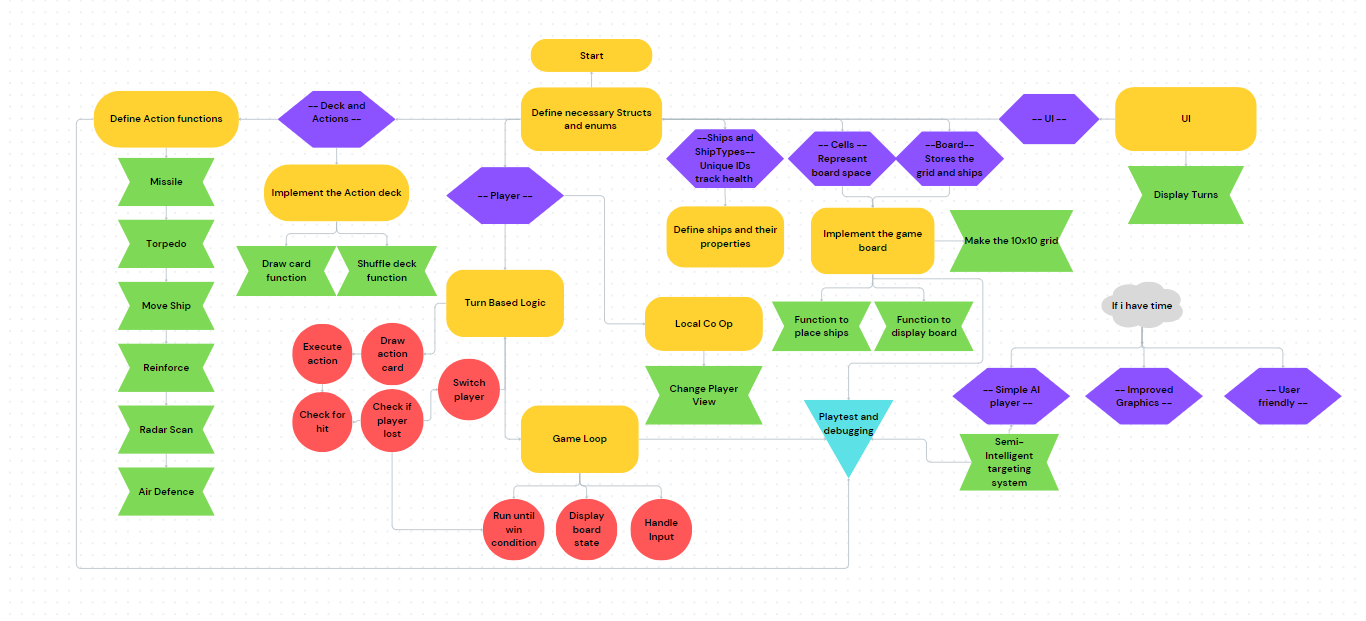 Start
Define necessary Structs
and enums
Define Action functions
-- Deck and
Actions --
--Ships and
ShipTypes--
Unique IDs
track health
-- Cells --
Represent
board space
--Board--
Stores the
grid and ships
-- UI --
UI
Missile
Implement the Action deck
-- Player --
Display Turns
Torpedo
Define ships and their
properties
Implement the game
board
Make the 10x10 grid
Draw card
function
Shuffle deck
function
Move Ship
Turn Based Logic
Local Co Op
Function to
place ships
Function to
display board
If i have time
Execute
action
Draw
action
card
Reinforce
Switch
player
Change Player
View
-- Simple AI
player --
-- Improved
Graphics --
-- User
friendly --
Check for
hit
Check if
player
lost
Playtest and
debugging
Radar Scan
Game Loop
Semi-
Intelligent
targeting
system
Air Defence
Run until
win
condition
Display
board
state
Handle
Input